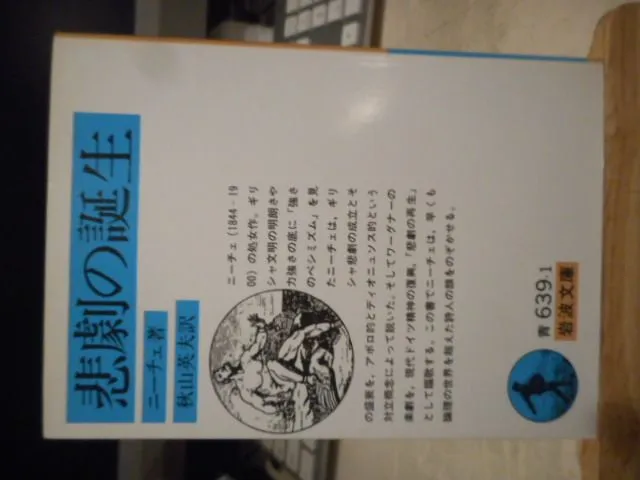 悲劇の誕生
ニーチェ著
秋山英夫訳
ニーチェ(1844-19
00)の処女作。ギリ
シャ文明の明朗さや
力強さの底に「強さ
のペシミズム」を見
たニーチェは、ギリ
シャ悲劇の成立とそ
の盛衰を、アポロ的とディオニュソス的という
対立概念によって説いた。そしてワーグナーの
楽劇を、現代ドイツ精神の復興、「悲劇の再生」
として謳歌する。この書でニーチェは、早くも
論理の世界を超えた詩人の顔をのぞかせる。
青 639-1
岩波文庫